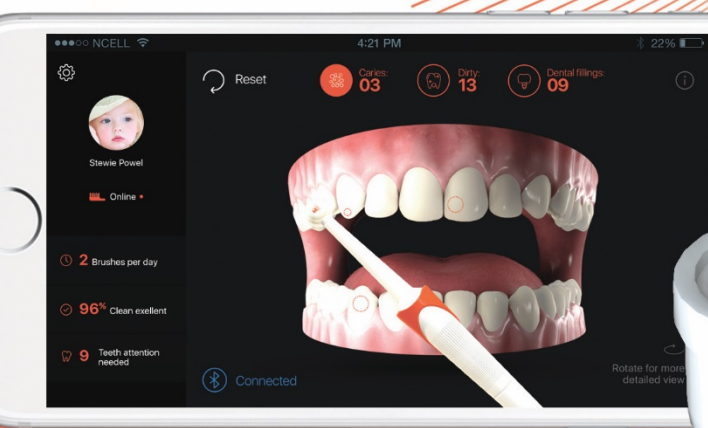 NCELL
4:21 PM
22%
Reset
Caries:
03
Dirty:
13
Dental fillings:
09
Stewie Powel
Online
2 Brushes per day
96% Clean exellent
9 Teeth attention
needed
Connected
Rotate for more
detailed view